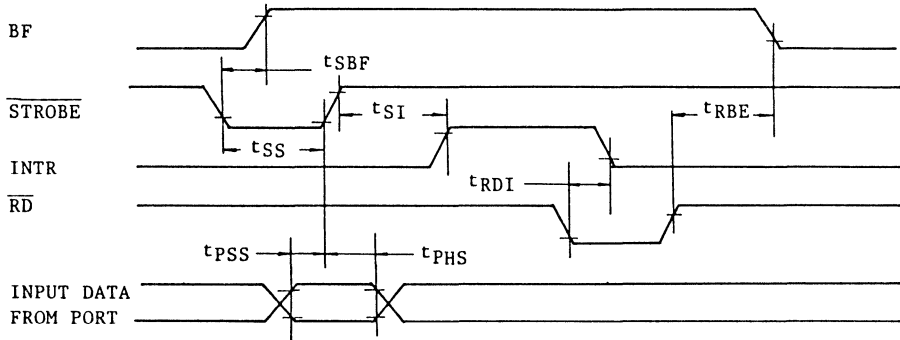 BF
tSBF
STROBE
tSI
tRBE
tSS
INTR
tRDI
RD
tPSS
tPHS
INPUT DATA
FROM PORT